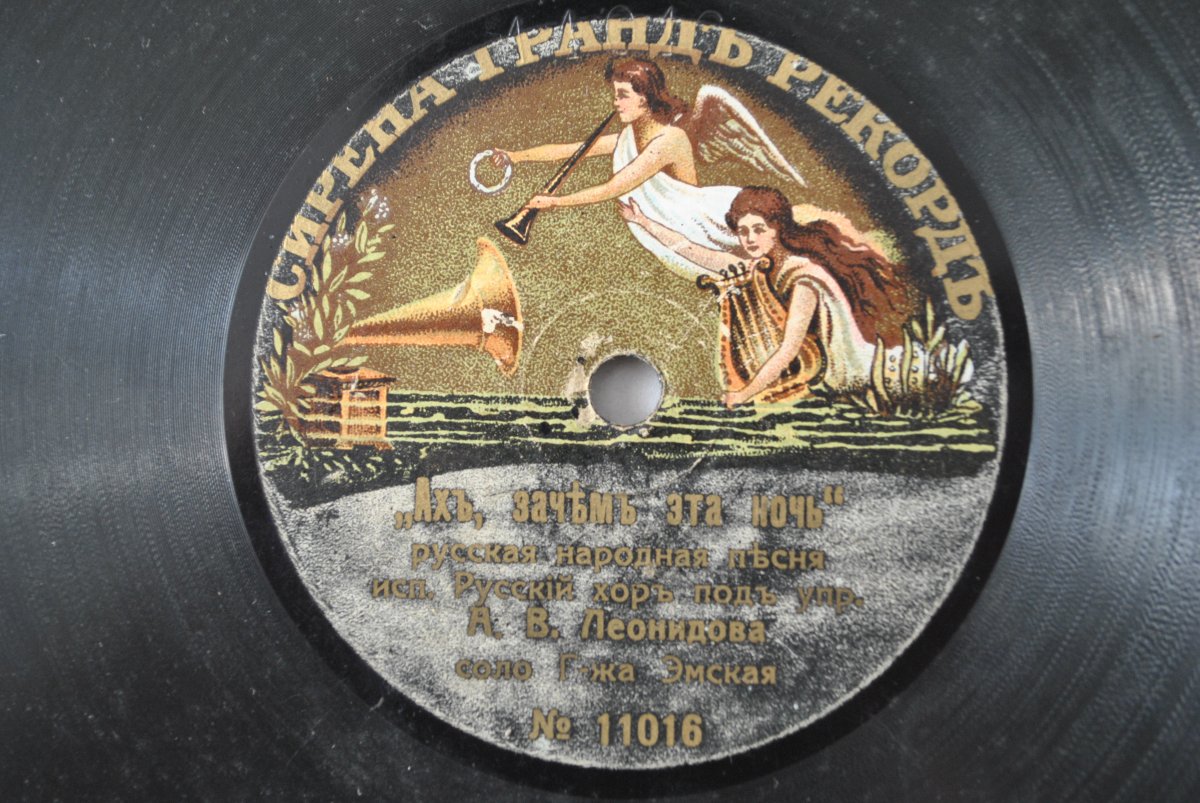 СИРЕНА ГРАНДЪ РЕКОРДЪ
„Ахъ, зачѣмъ эта ночь“
русская народная пѣсня
исп. Русскій хоръ подъ упр.
А. В. Леонидова
соло Г-жа Эмская
№ 11016